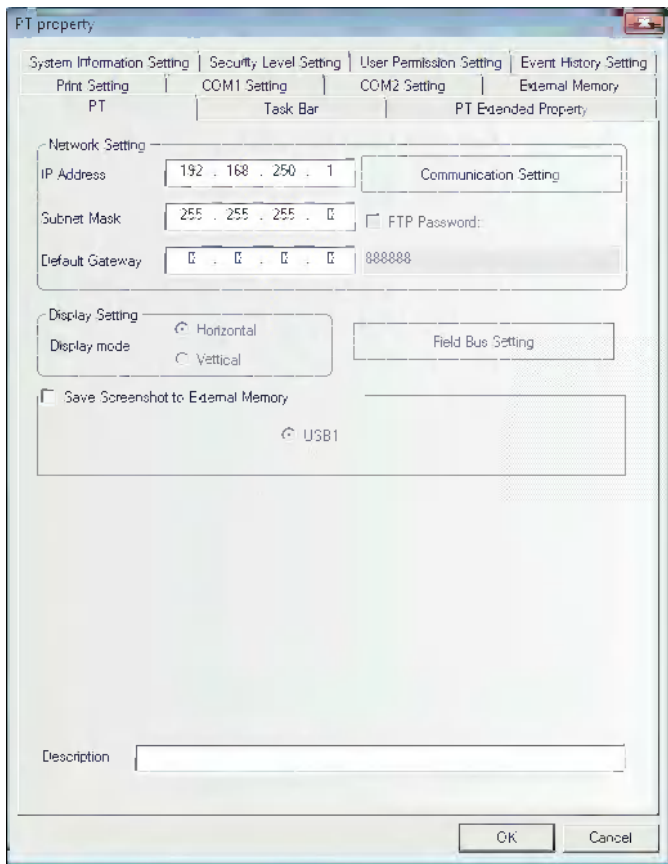 PT property
System Information Setting | Security Level Setting | User Permission Setting | Event History Setting
Print Setting | COM1 Setting | COM2 Setting | External Memory
PT | Task Bar | PT Extended Property
Network Setting
IP Address 192 . 168 . 250 . 1 Communication Setting
Subnet Mask 255 . 255 . 255 . 0 FTP Password:
Default Gateway 0 . 0 . 0 . 0 888888
Display Setting
Display mode Horizontal Field Bus Setting
Vettical
Save Screenshot to External Memory
USB1
Description
OK Cancel